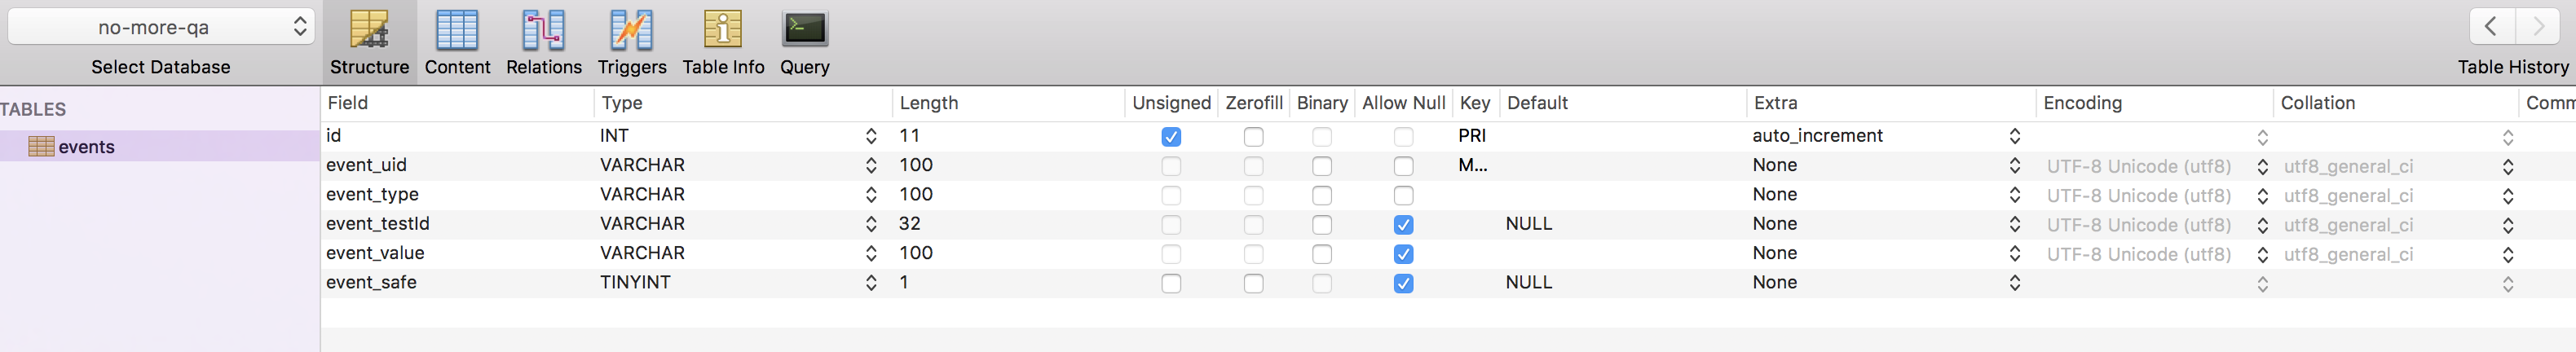 no-more-qa
Select Database
Structure Content Relations Triggers Table Info Query
Table History
TABLES
events
Field Type Length Unsigned Zerofill Binary Allow Null Key Default Extra Encoding Collation Comm
id INT 11 PRI auto_increment
event_uid VARCHAR 100 M... None UTF-8 Unicode (utf8) utf8_general_ci
event_type VARCHAR 100 None UTF-8 Unicode (utf8) utf8_general_ci
event_testId VARCHAR 32 NULL None UTF-8 Unicode (utf8) utf8_general_ci
event_value VARCHAR 100 None UTF-8 Unicode (utf8) utf8_general_ci
event_safe TINYINT 1 NULL None